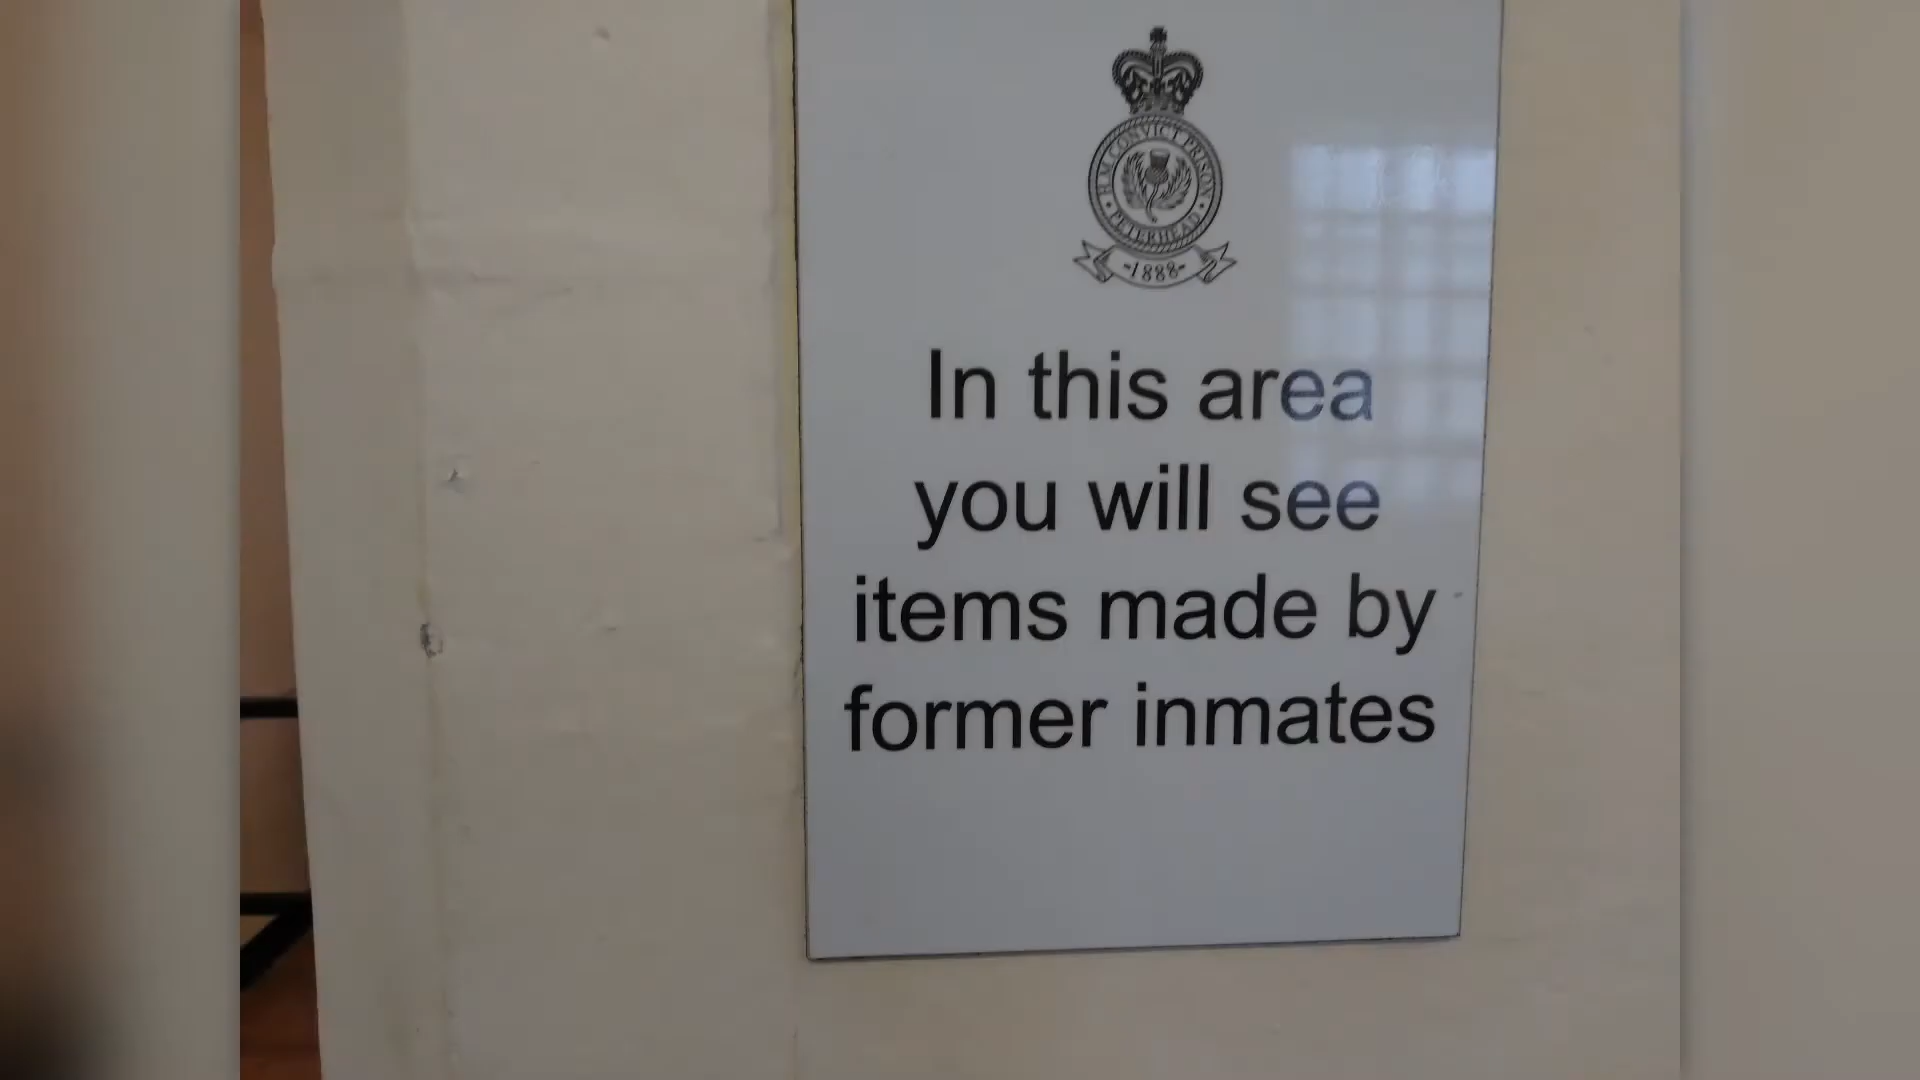 H.M. CONVICT PRISON
• PETERHEAD •
-1888-
In this area
you will see
items made by
former inmates